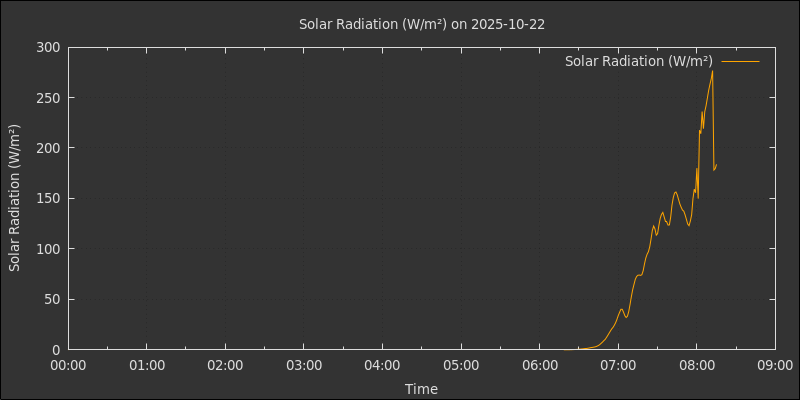 Solar Radiation (W/m²) on 2025-10-22
Solar Radiation (W/m²)
300
250
200
150
100
50
0
Solar Radiation (W/m²)
00:00 01:00 02:00 03:00 04:00 05:00 06:00 07:00 08:00 09:00
Time